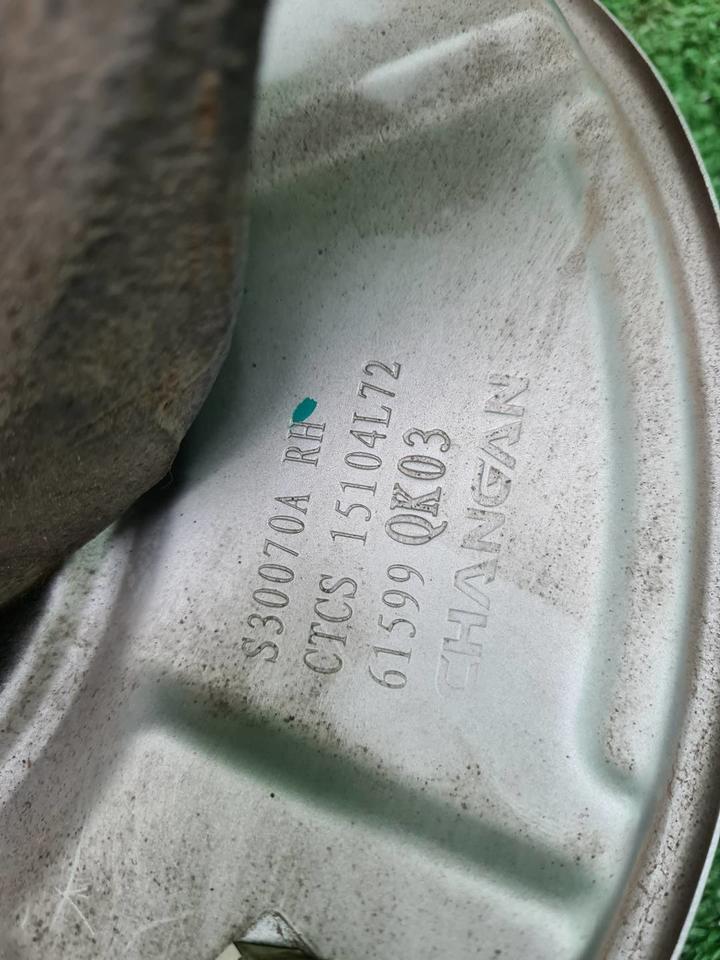 S30070A RH
CTCS 15104L72
61599 QK03
CHANGAN